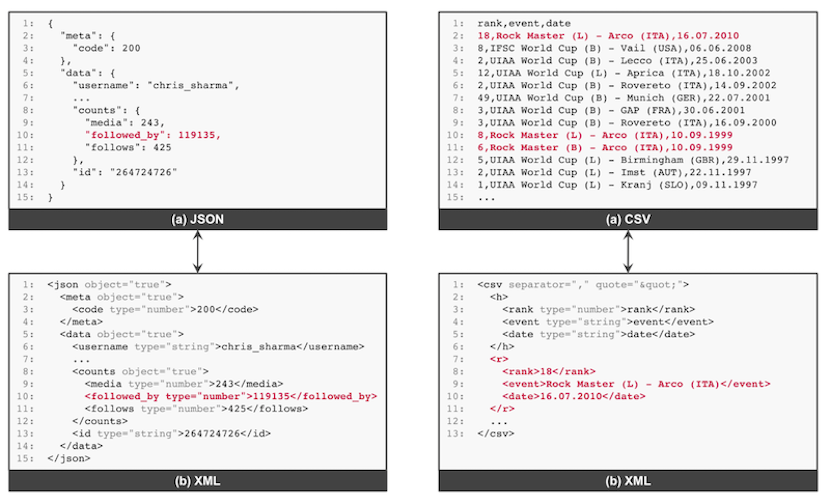 1: {
2: "meta": {
3: "code": 200
4: },
5: "data": {
6: "username": "chris_sharma",
7: ...
8: "counts": {
9: "media": 243,
10: "followed_by": 119135,
11: "follows": 425
12: },
13: "id": "264724726"
14: }
15: }
(a) JSON
1: rank,event,date
2: 18,Rock Master (L) - Arco (ITA),16.07.2010
3: 8,IFSC World Cup (B) - Vail (USA),06.06.2008
4: 2,UIAA World Cup (B) - Lecco (ITA),25.06.2003
5: 12,UIAA World Cup (L) - Aprica (ITA),18.10.2002
6: 2,UIAA World Cup (B) - Rovereto (ITA),14.09.2002
7: 49,UIAA World Cup (B) - Munich (GER),22.07.2001
8: 3,UIAA World Cup (B) - GAP (FRA),30.06.2001
9: 3,UIAA World Cup (B) - Rovereto (ITA),16.09.2000
10: 8,Rock Master (L) - Arco (ITA),10.09.1999
11: 6,Rock Master (B) - Arco (ITA),10.09.1999
12: 5,UIAA World Cup (L) - Birmingham (GBR),29.11.1997
13: 2,UIAA World Cup (L) - Imst (AUT),22.11.1997
14: 1,UIAA World Cup (L) - Kranj (SLO),09.11.1997
15: ...
(a) CSV
1: <json object="true">
2: <meta object="true">
3: <code type="number">200</code>
4: </meta>
5: <data object="true">
6: <username type="string">chris_sharma</username>
7: ...
8: <counts object="true">
9: <media type="number">243</media>
10: <followed_by type="number">119135</followed_by>
11: <follows type="number">425</follows>
12: </counts>
13: <id type="string">264724726</id>
14: </data>
15: </json>
(b) XML
1: <csv separator="," quote="&quot;">
2: <h>
3: <rank type="number">rank</rank>
4: <event type="string">event</event>
5: <date type="string">date</date>
6: </h>
7: <r>
8: <rank>18</rank>
9: <event>Rock Master (L) - Arco (ITA)</event>
10: <date>16.07.2010</date>
11: </r>
12: ...
13: </csv>
(b) XML